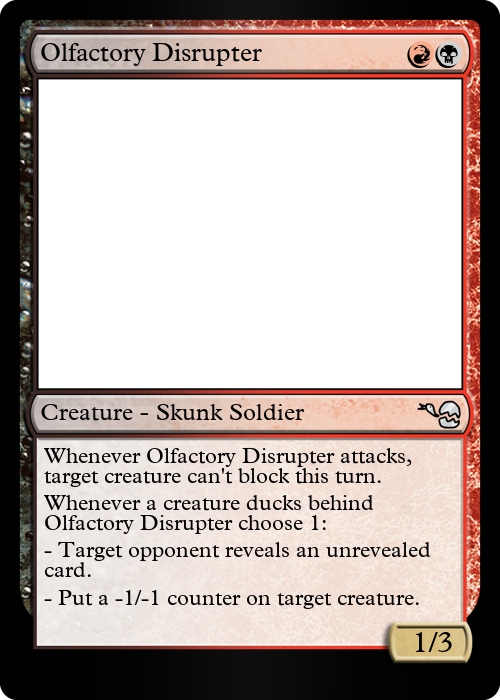 Olfactory Disrupter
Creature - Skunk Soldier
Whenever Olfactory Disrupter attacks,
target creature can't block this turn.
Whenever a creature ducks behind
Olfactory Disrupter choose 1:
- Target opponent reveals an unrevealed
card.
- Put a -1/-1 counter on target creature.
1/3